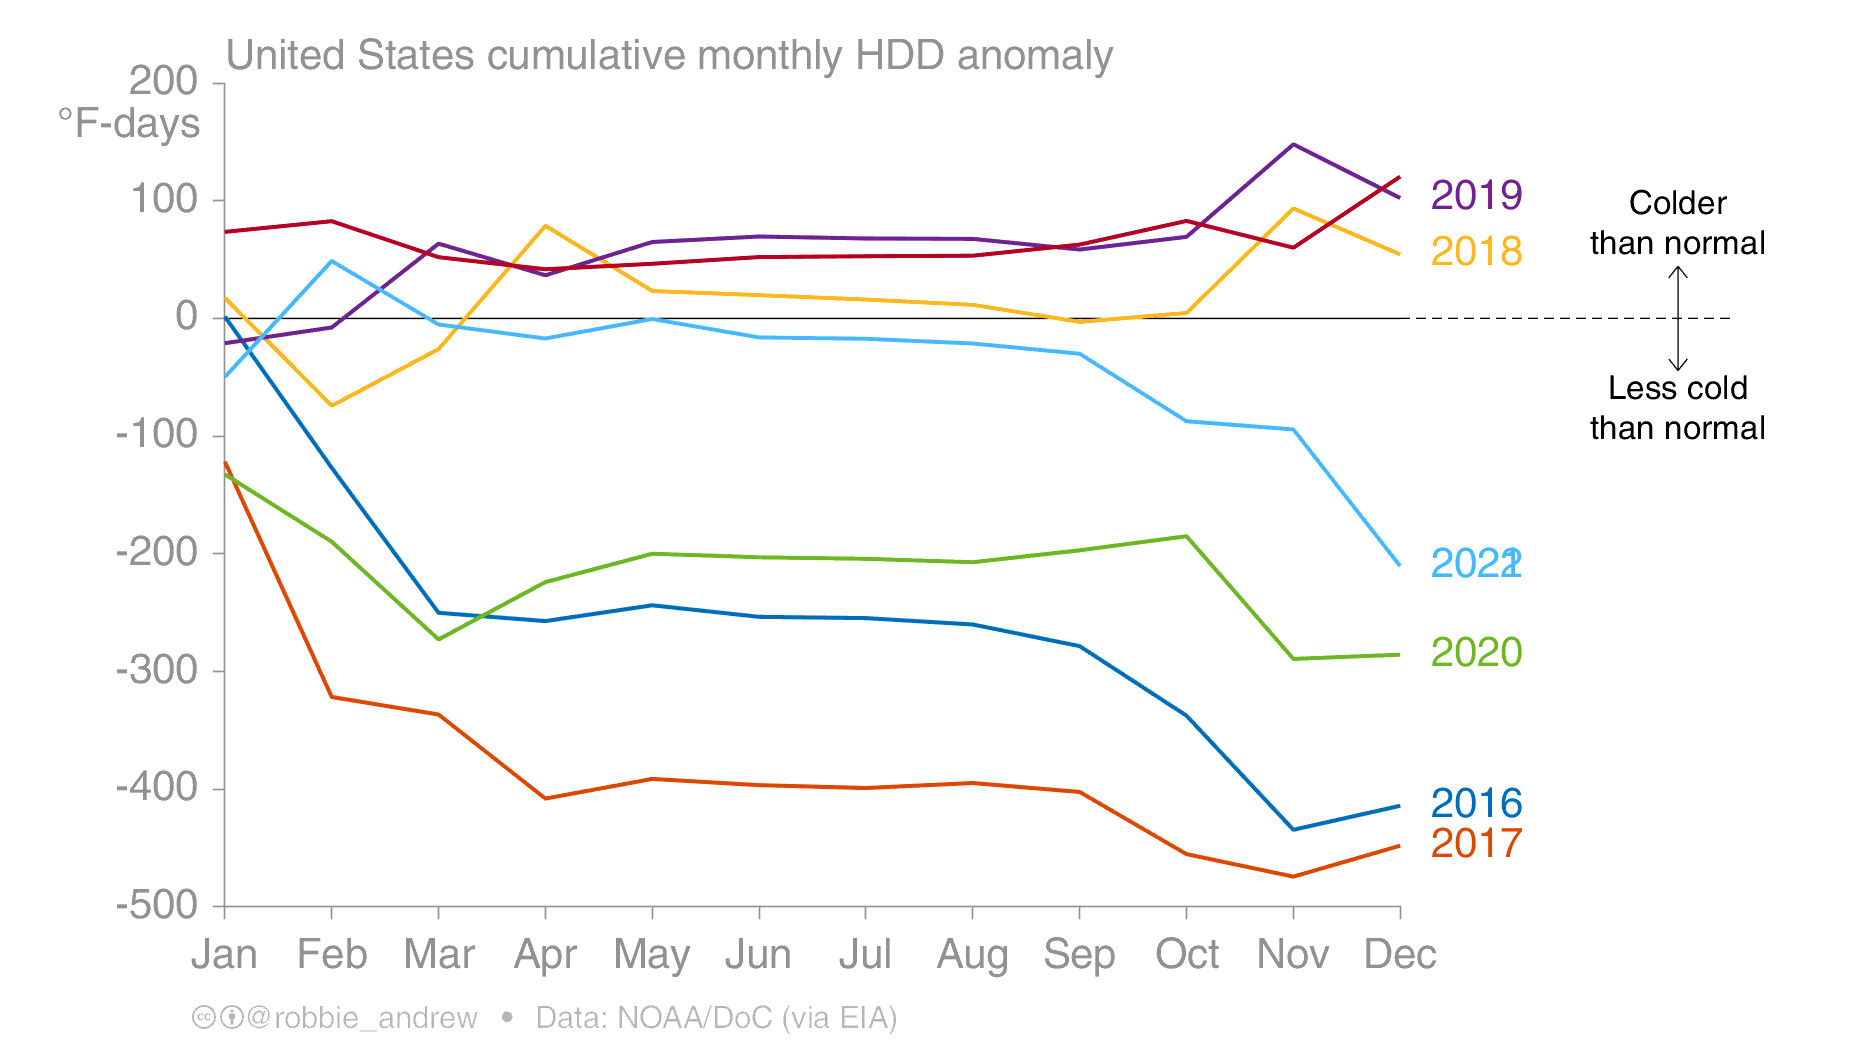 United States cumulative monthly HDD anomaly
200
°F-days
100
0
-100
-200
-300
-400
-500
2019
2018
2020
2016
2017
Colder
than normal
Less cold
than normal
Jan Feb Mar Apr May Jun Jul Aug Sep Oct Nov Dec
@robbie_andrew • Data: NOAA/DoC (via EIA)